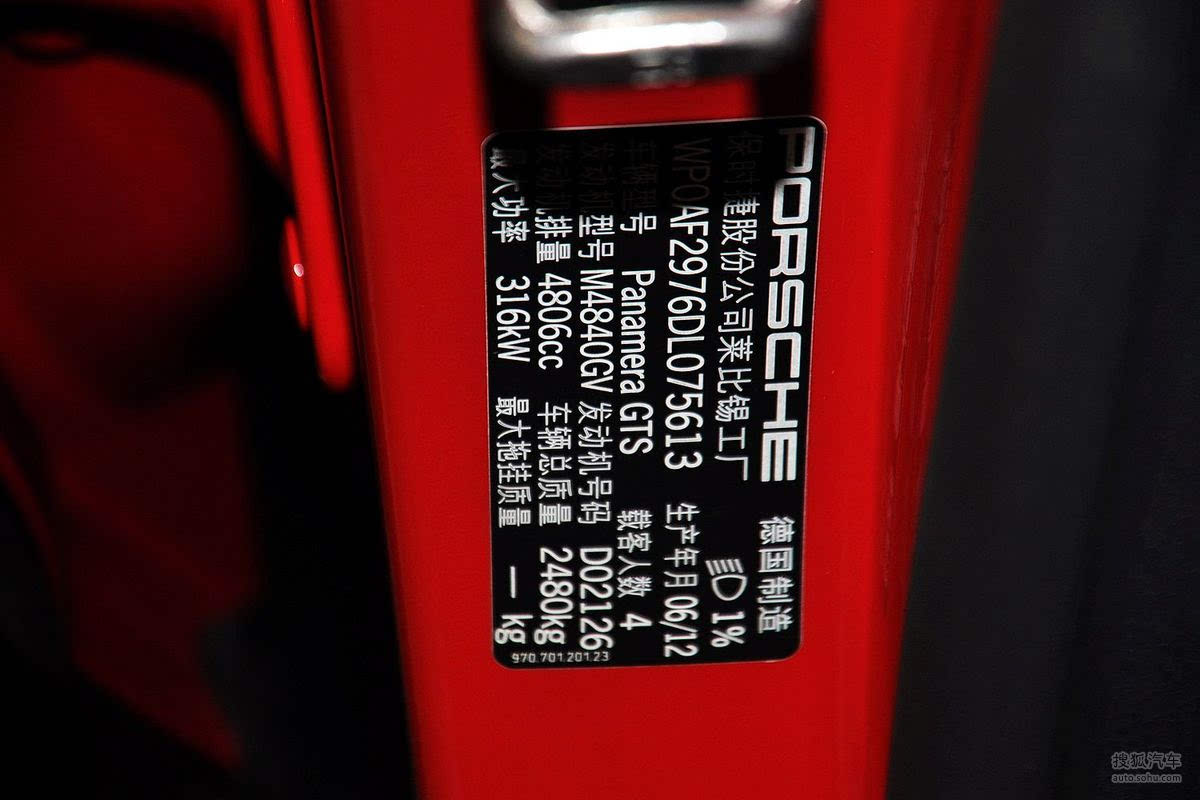 PORSCHE 德国制造
保时捷股份公司莱比锡工厂 1%
WP0AF2976DL075613 生产年月 06/12
车辆型号 Panamera GTS 载客人数 4
发动机型号 M4840GV 发动机号码 D02126
发动机排量 4806cc 车辆总质量 2480kg
最大功率 316kW 最大拖挂质量 — kg
970.701.201.23
搜狐汽车
auto.sohu.com